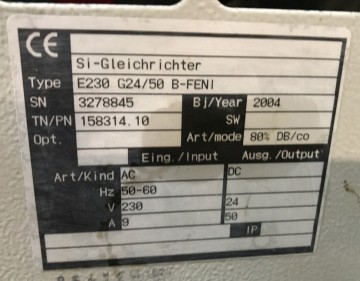 CE
Si-Gleichrichter
Type E230 G24/50 B-FENI
SN 3278845 Bj/Year 2004
TN/PN 158314.10 SW
Opt. Art/mode 80% DB/co
Eing./Input Ausg./Output
Art/Kind AC DC
Hz 50-60
V 230 24
A 9 50
IP